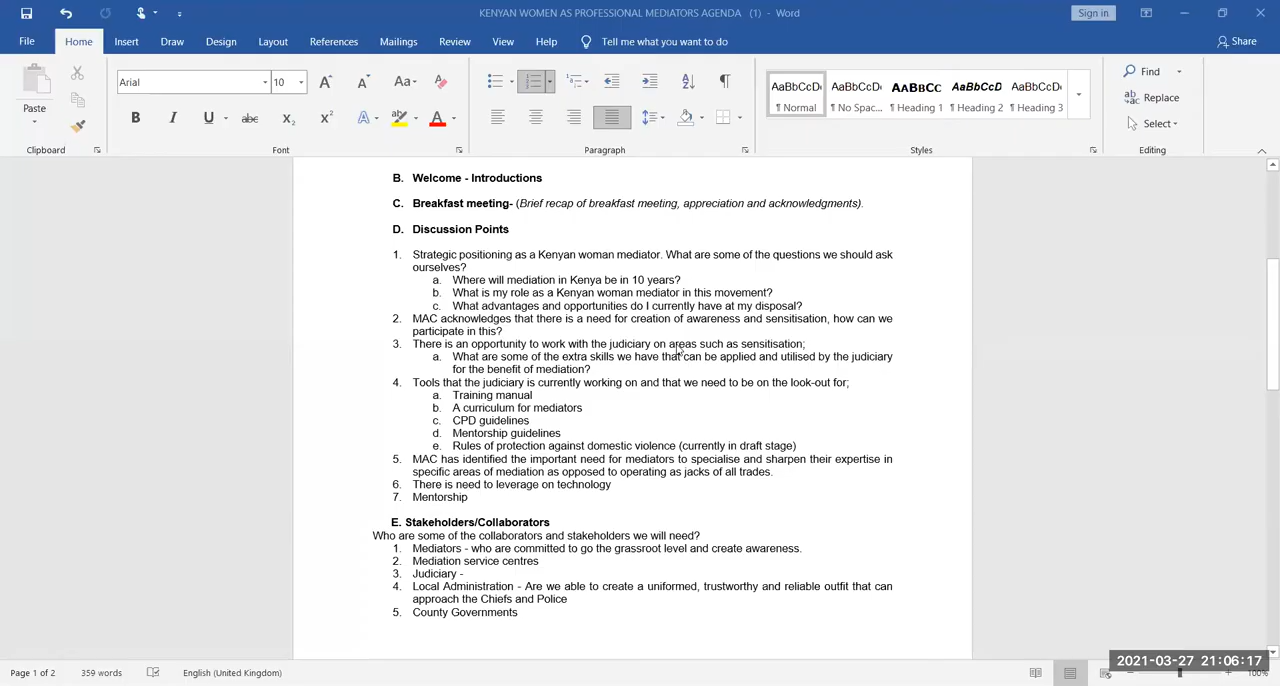 KENYAN WOMEN AS PROFESSIONAL MEDIATORS AGENDA (1) - Word
Sign in
File Home Insert Draw Design Layout References Mailings Review View Help Tell me what you want to do Share
Paste
Arial 10
Aa
B I U abc X₂ X² A A
AaBbCcDı AaBbCcDı AABBCC AaBbCcD AaBbCcDı
¶ Normal ¶ No Spac... ¶ Heading 1 ¶ Heading 2 ¶ Heading 3
Find
Replace
Select
Clipboard Font Paragraph Styles Editing
B. Welcome - Introductions
C. Breakfast meeting- (Brief recap of breakfast meeting, appreciation and acknowledgments).
D. Discussion Points
1. Strategic positioning as a Kenyan woman mediator. What are some of the questions we should ask
ourselves?
a. Where will mediation in Kenya be in 10 years?
b. What is my role as a Kenyan woman mediator in this movement?
c. What advantages and opportunities do I currently have at my disposal?
2. MAC acknowledges that there is a need for creation of awareness and sensitisation, how can we
participate in this?
3. There is an opportunity to work with the judiciary on areas such as sensitisation;
a. What are some of the extra skills we have that can be applied and utilised by the judiciary
for the benefit of mediation?
4. Tools that the judiciary is currently working on and that we need to be on the look-out for;
a. Training manual
b. A curriculum for mediators
c. CPD guidelines
d. Mentorship guidelines
e. Rules of protection against domestic violence (currently in draft stage)
5. MAC has identified the important need for mediators to specialise and sharpen their expertise in
specific areas of mediation as opposed to operating as jacks of all trades.
6. There is need to leverage on technology
7. Mentorship
E. Stakeholders/Collaborators
Who are some of the collaborators and stakeholders we will need?
1. Mediators - who are committed to go the grassroot level and create awareness.
2. Mediation service centres
3. Judiciary -
4. Local Administration - Are we able to create a uniformed, trustworthy and reliable outfit that can
approach the Chiefs and Police
5. County Governments
2021-03-27 21:06:17
Page 1 of 2 359 words English (United Kingdom) 100%